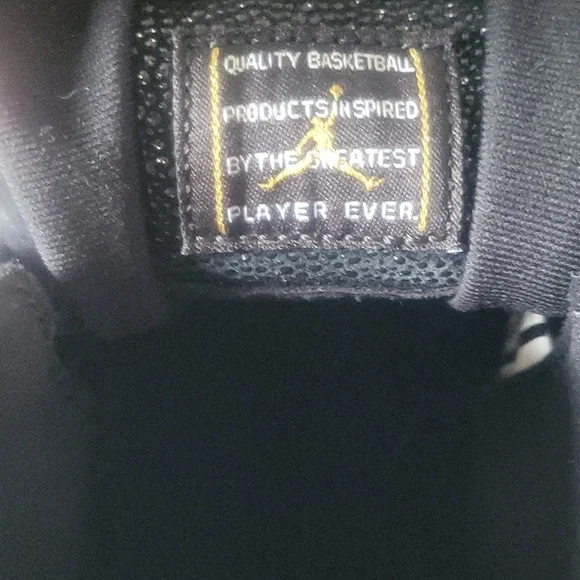 QUALITY BASKETBALL
PRODUCTS INSPIRED
BY THE GREATEST
PLAYER EVER.